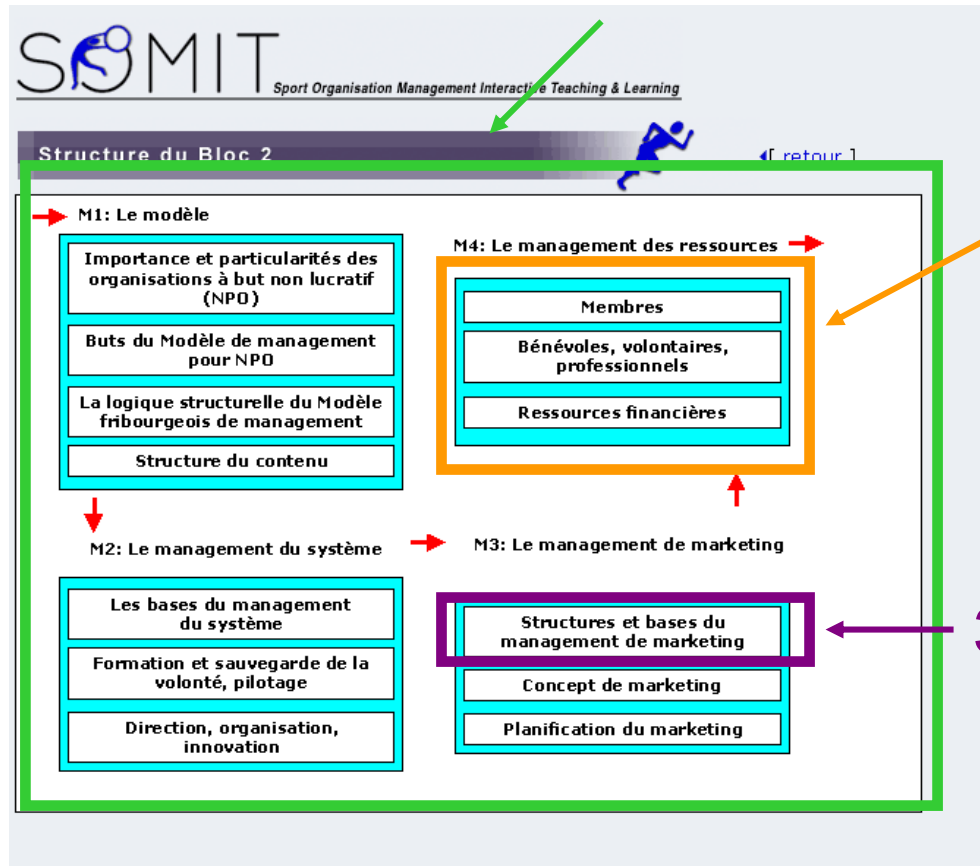 SOMIT
Sport Organisation Management Interactive Teaching & Learning
Structure du Bloc 2
[ retour ]
M1: Le modèle
Importance et particularités des
organisations à but non lucratif
(NPO)
Buts du Modèle de management
pour NPO
La logique structurelle du Modèle
fribourgeois de management
Structure du contenu
M2: Le management du système
Les bases du management
du système
Formation et sauvegarde de la
volonté, pilotage
Direction, organisation,
innovation
M3: Le management de marketing
Structures et bases du
management de marketing
Concept de marketing
Planification du marketing
M4: Le management des ressources
Membres
Bénévoles, volontaires,
professionnels
Ressources financières